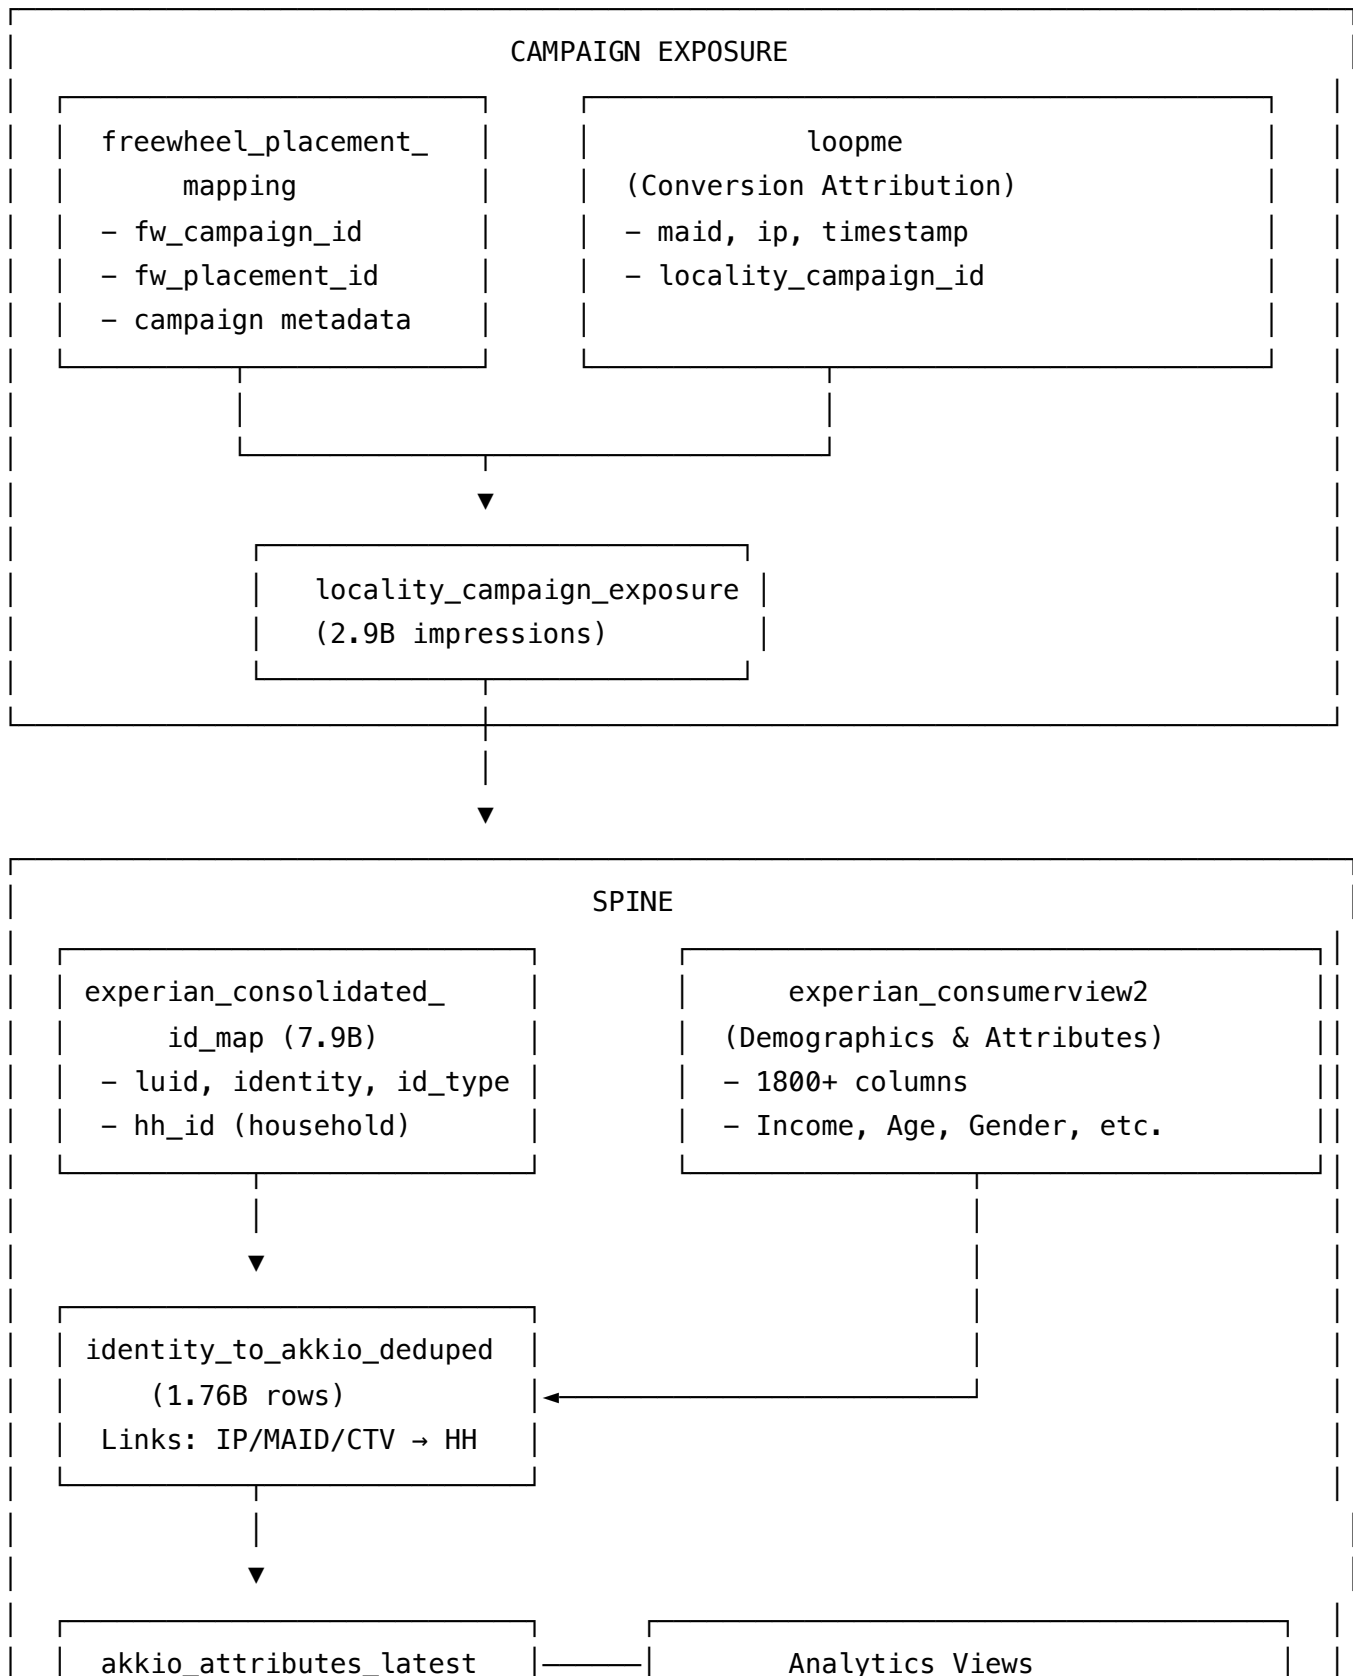 CAMPAIGN EXPOSURE
freewheel_placement_
mapping
– fw_campaign_id
– fw_placement_id
– campaign metadata
loopme
(Conversion Attribution)
– maid, ip, timestamp
– locality_campaign_id
▼
locality_campaign_exposure
(2.9B impressions)
▼
SPINE
experian_consolidated_
id_map (7.9B)
– luid, identity, id_type
– hh_id (household)
experian_consumerview2
(Demographics & Attributes)
– 1800+ columns
– Income, Age, Gender, etc.
▼
identity_to_akkio_deduped
(1.76B rows)
Links: IP/MAID/CTV → HH
▼
akkio_attributes_latest
Analytics Views